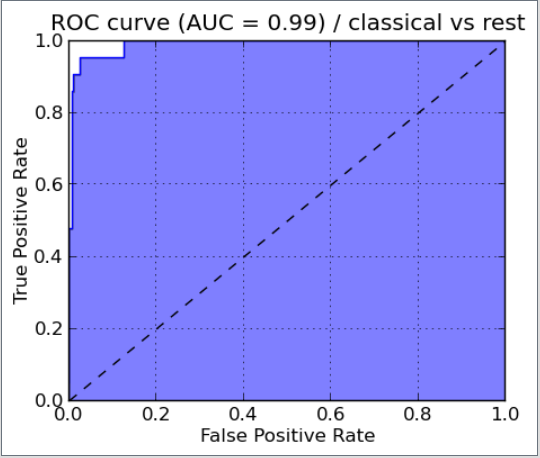 ROC curve (AUC = 0.99) / classical vs rest
1.0
0.8
0.6
0.4
0.2
0.0
True Positive Rate
0.0 0.2 0.4 0.6 0.8 1.0
False Positive Rate